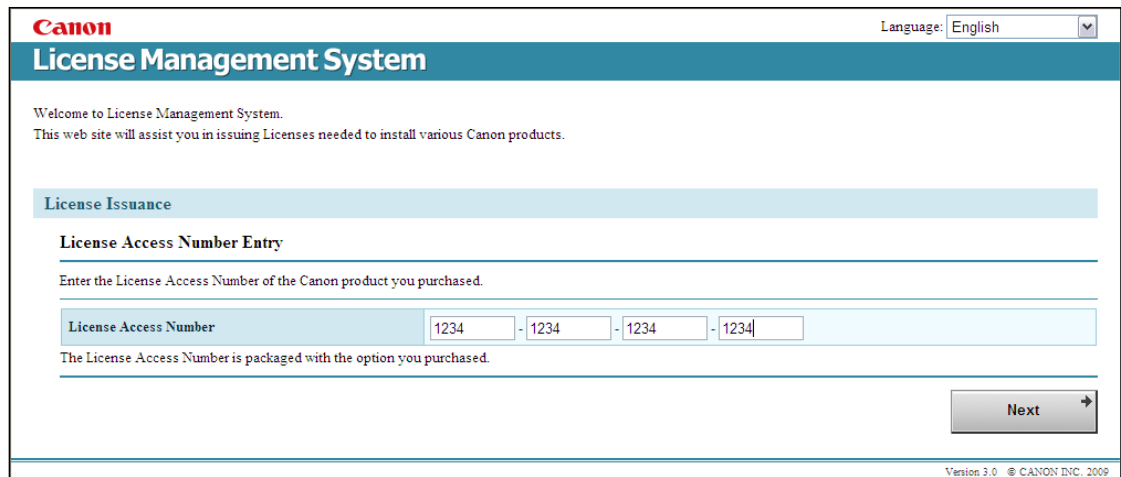 Canon
Language: English
License Management System
Welcome to License Management System.
This web site will assist you in issuing Licenses needed to install various Canon products.
License Issuance
License Access Number Entry
Enter the License Access Number of the Canon product you purchased.
License Access Number 1234 - 1234 - 1234 - 1234
The License Access Number is packaged with the option you purchased.
Next
Version 3.0 © CANON INC. 2009